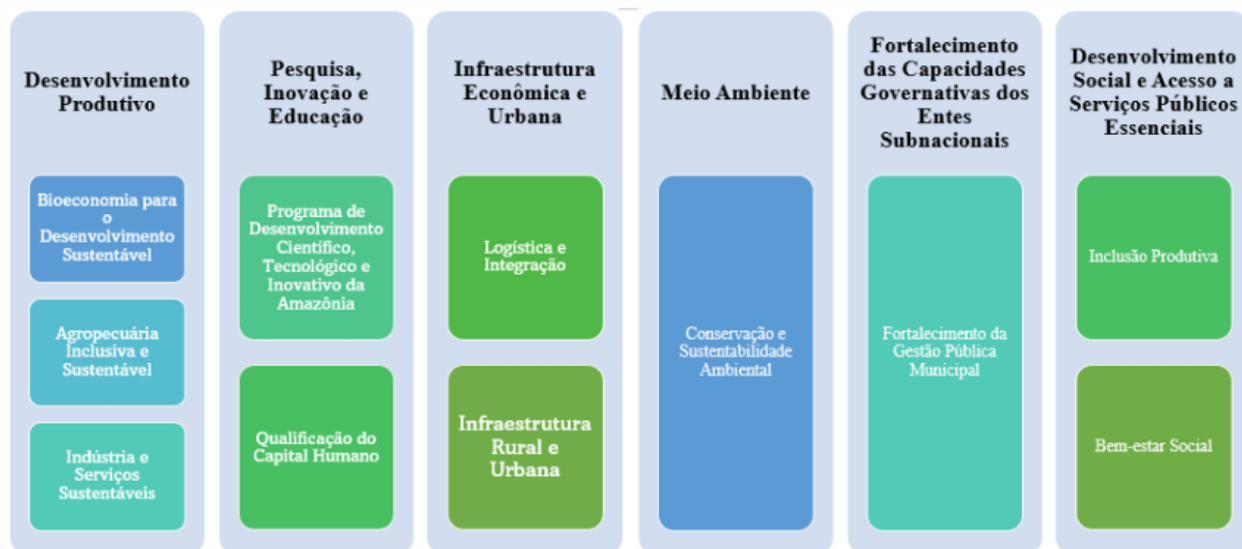 Desenvolvimento
Produtivo
Bioeconomia para
o
Desenvolvimento
Sustentável
Agropecuária
Inclusiva e
Sustentável
Indústria e
Serviços
Sustentáveis
Pesquisa,
Inovação e
Educação
Programa de
Desenvolvimento
Científico,
Tecnológico e
Inovativo da
Amazônia
Qualificação do
Capital Humano
Infraestrutura
Econômica e
Urbana
Logística e
Integração
Infraestrutura
Rural e
Urbana
Meio Ambiente
Conservação e
Sustentabilidade
Ambiental
Fortalecimento
das Capacidades
Governativas dos
Entes
Subnacionais
Fortalecimento da
Gestão Pública
Municipal
Desenvolvimento
Social e Acesso a
Serviços Públicos
Essenciais
Inclusão Produtiva
Bem-estar Social